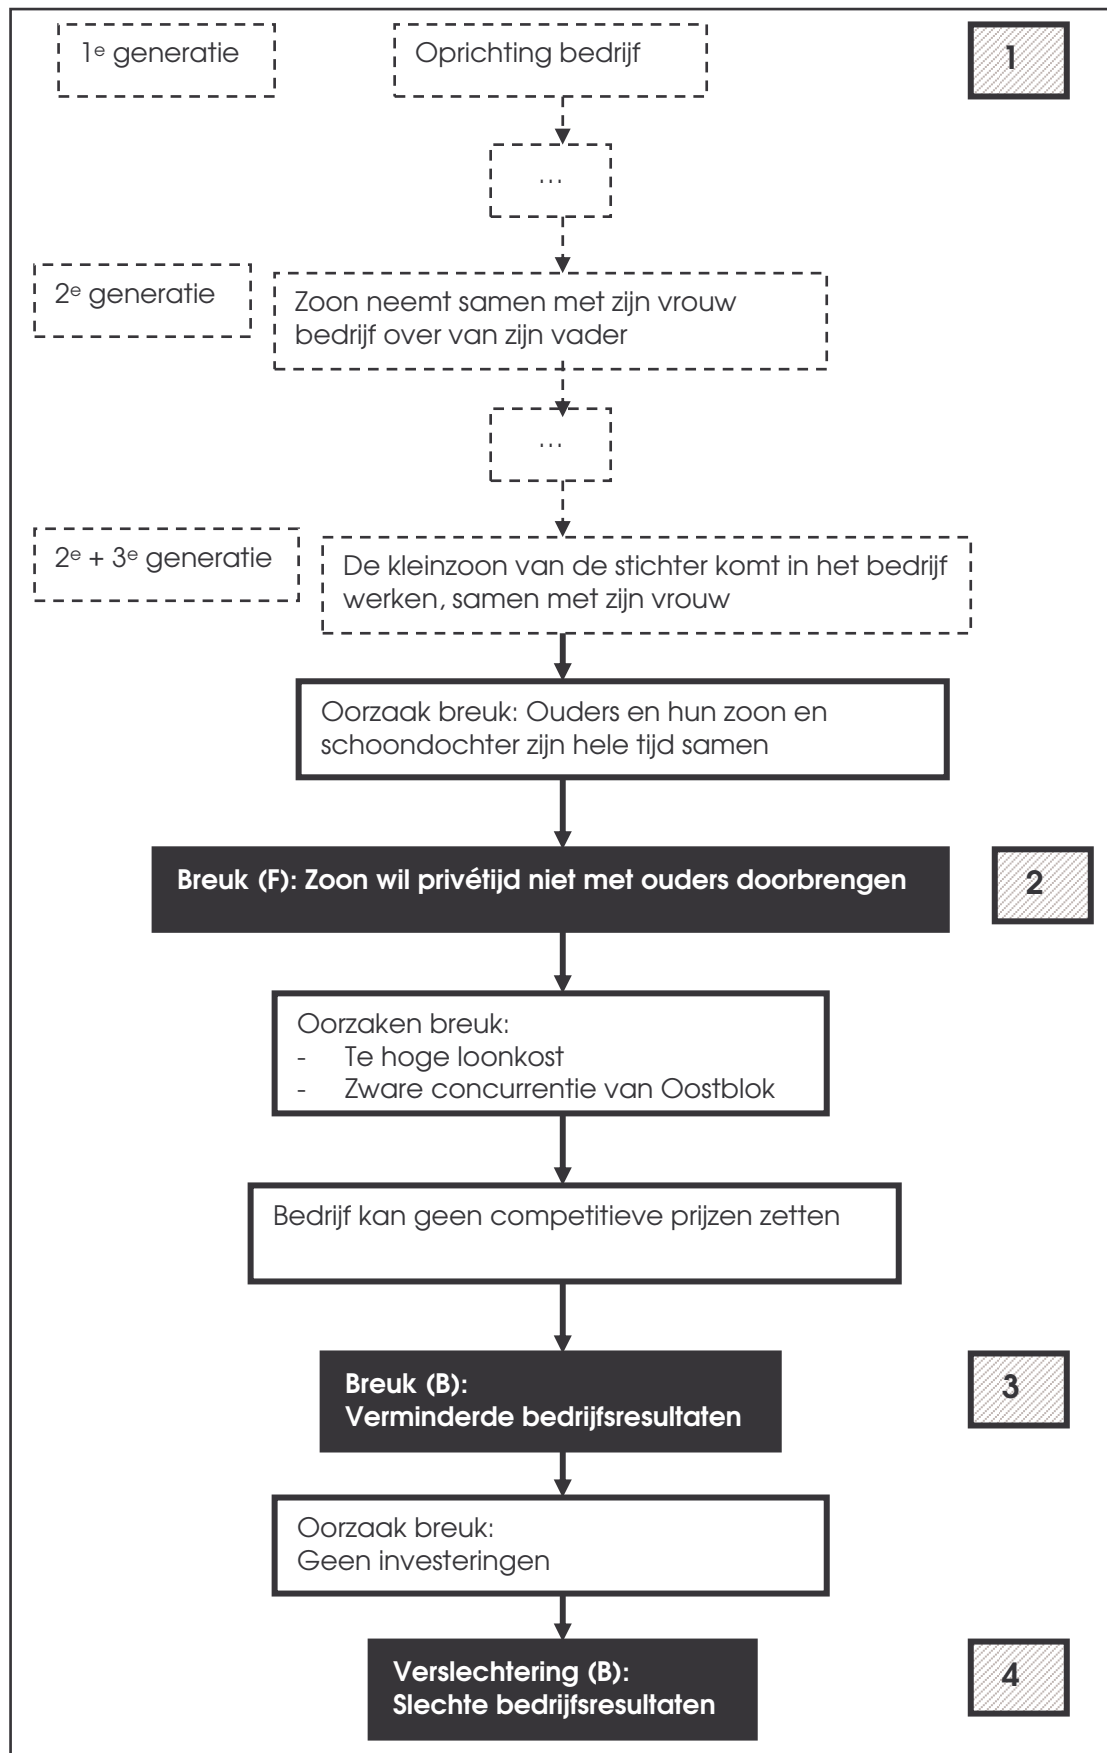 1e generatie
Oprichting bedrijf
1
...
2e generatie
Zoon neemt samen met zijn vrouw
bedrijf over van zijn vader
...
2e + 3e generatie
De kleinzoon van de stichter komt in het bedrijf
werken, samen met zijn vrouw
Oorzaak breuk: Ouders en hun zoon en
schoondochter zijn hele tijd samen
Breuk (F): Zoon wil privétijd niet met ouders doorbrengen
2
Oorzaken breuk:
- Te hoge loonkost
- Zware concurrentie van Oostblok
Bedrijf kan geen competitieve prijzen zetten
Breuk (B):
Verminderde bedrijfsresultaten
3
Oorzaak breuk:
Geen investeringen
Verslechtering (B):
Slechte bedrijfsresultaten
4